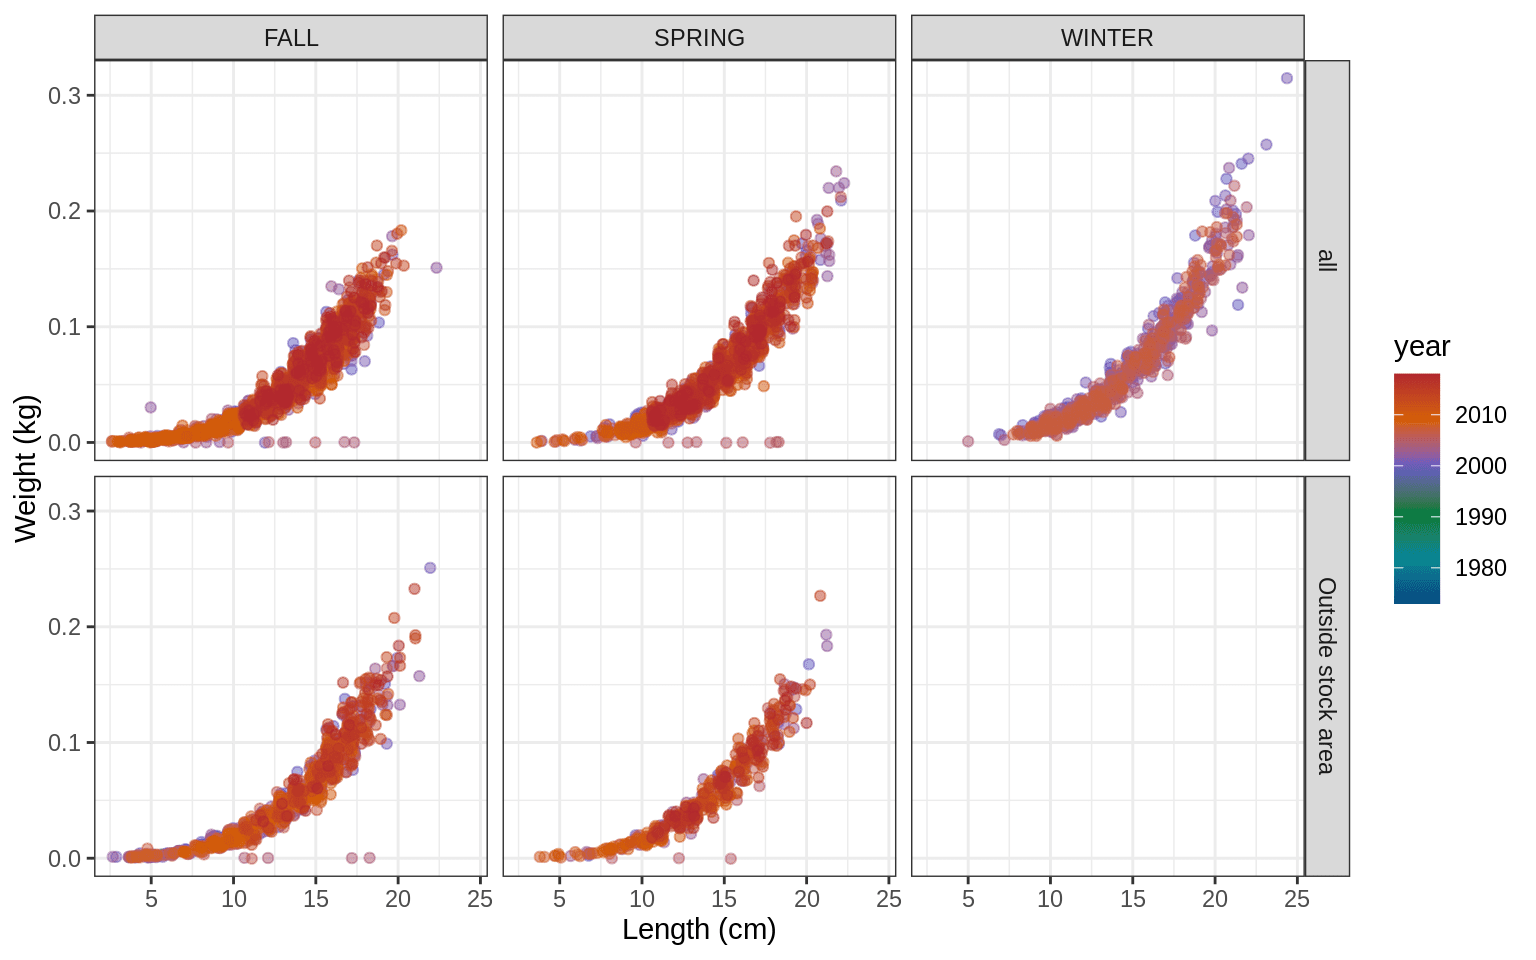 FALL SPRING WINTER
0.3
0.2
0.1
0.0
all
0.3
0.2
0.1
0.0
Outside stock area
Weight (kg)
5 10 15 20 25 5 10 15 20 25 5 10 15 20 25
Length (cm)
year
2010
2000
1990
1980